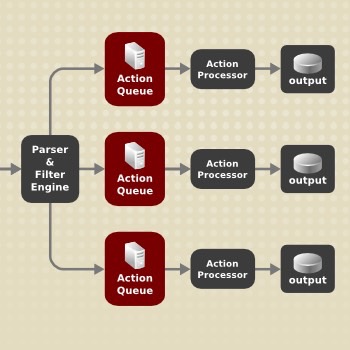 Action
Queue
Action
Processor
output
Parser
&
Filter
Engine
Action
Queue
Action
Processor
output
Action
Queue
Action
Processor
output